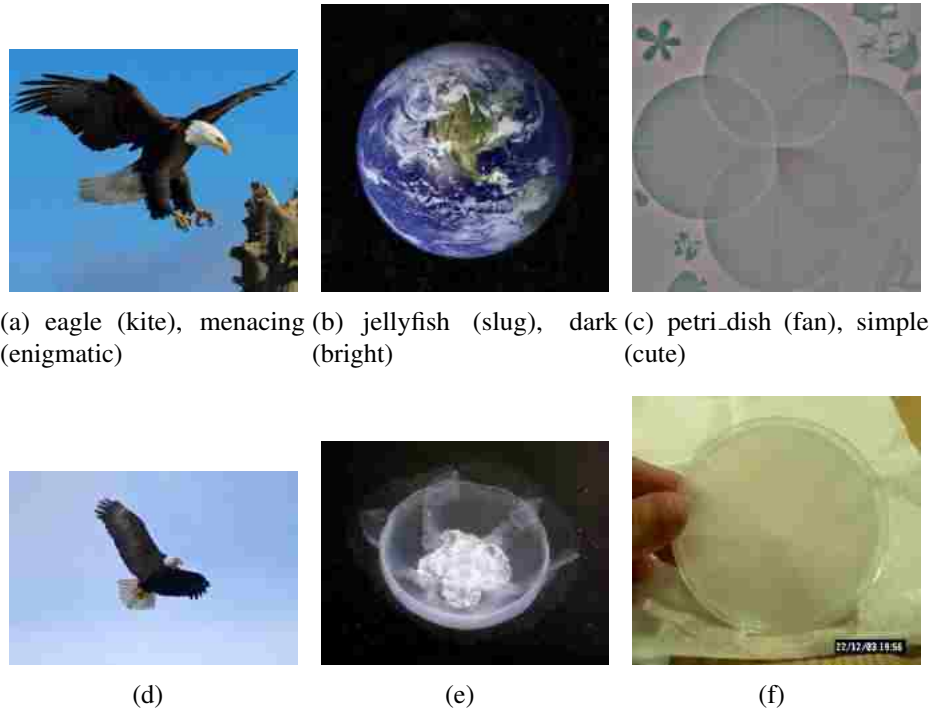 (a) eagle (kite), menacing (enigmatic)
(b) jellyfish (slug), dark (bright)
(c) petri_dish (fan), simple (cute)
22/12/03 19:56
(d)
(e)
(f)